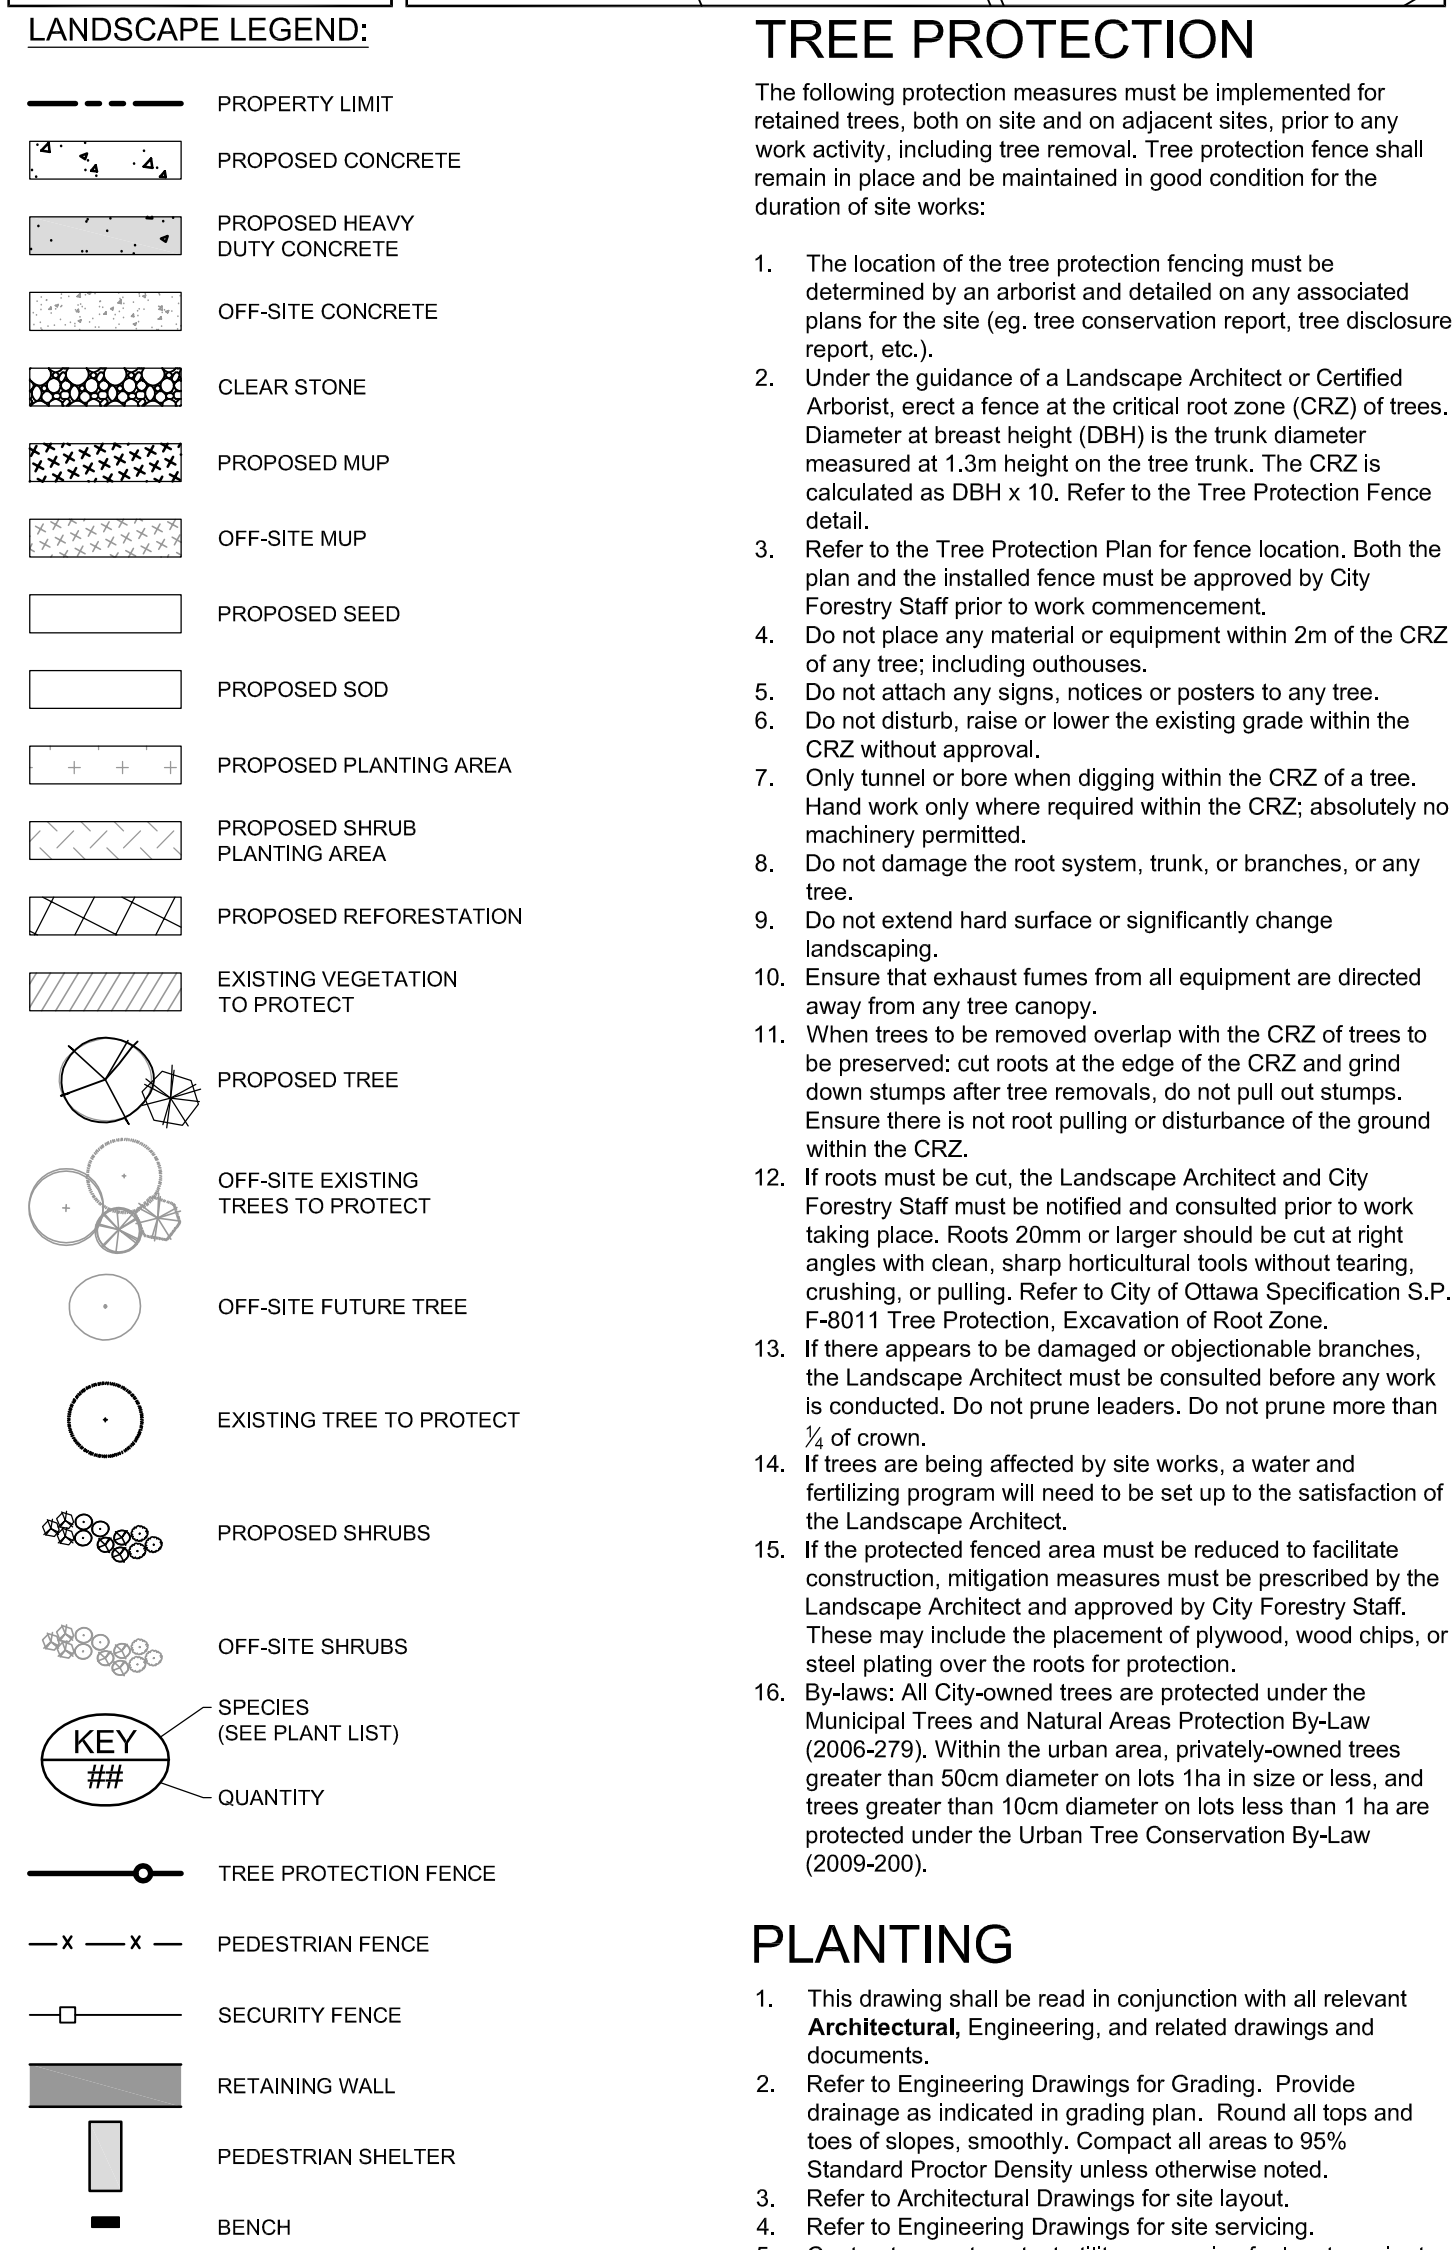 LANDSCAPE LEGEND:
PROPERTY LIMIT
PROPOSED CONCRETE
PROPOSED HEAVY
DUTY CONCRETE
OFF-SITE CONCRETE
CLEAR STONE
PROPOSED MUP
OFF-SITE MUP
PROPOSED SEED
PROPOSED SOD
PROPOSED PLANTING AREA
PROPOSED SHRUB
PLANTING AREA
PROPOSED REFORESTATION
EXISTING VEGETATION
TO PROTECT
PROPOSED TREE
OFF-SITE EXISTING
TREES TO PROTECT
OFF-SITE FUTURE TREE
EXISTING TREE TO PROTECT
PROPOSED SHRUBS
OFF-SITE SHRUBS
SPECIES
(SEE PLANT LIST)
KEY
##
QUANTITY
TREE PROTECTION FENCE
X X PEDESTRIAN FENCE
SECURITY FENCE
RETAINING WALL
PEDESTRIAN SHELTER
BENCH
TREE PROTECTION
The following protection measures must be implemented for
retained trees, both on site and on adjacent sites, prior to any
work activity, including tree removal. Tree protection fence shall
remain in place and be maintained in good condition for the
duration of site works:
1. The location of the tree protection fencing must be
determined by an arborist and detailed on any associated
plans for the site (eg. tree conservation report, tree disclosure
report, etc.).
2. Under the guidance of a Landscape Architect or Certified
Arborist, erect a fence at the critical root zone (CRZ) of trees.
Diameter at breast height (DBH) is the trunk diameter
measured at 1.3m height on the tree trunk. The CRZ is
calculated as DBH x 10. Refer to the Tree Protection Fence
detail.
3. Refer to the Tree Protection Plan for fence location. Both the
plan and the installed fence must be approved by City
Forestry Staff prior to work commencement.
4. Do not place any material or equipment within 2m of the CRZ
of any tree; including outhouses.
5. Do not attach any signs, notices or posters to any tree.
6. Do not disturb, raise or lower the existing grade within the
CRZ without approval.
7. Only tunnel or bore when digging within the CRZ of a tree.
Hand work only where required within the CRZ; absolutely no
machinery permitted.
8. Do not damage the root system, trunk, or branches, or any
tree.
9. Do not extend hard surface or significantly change
landscaping.
10. Ensure that exhaust fumes from all equipment are directed
away from any tree canopy.
11. When trees to be removed overlap with the CRZ of trees to
be preserved: cut roots at the edge of the CRZ and grind
down stumps after tree removals, do not pull out stumps.
Ensure there is not root pulling or disturbance of the ground
within the CRZ.
12. If roots must be cut, the Landscape Architect and City
Forestry Staff must be notified and consulted prior to work
taking place. Roots 20mm or larger should be cut at right
angles with clean, sharp horticultural tools without tearing,
crushing, or pulling. Refer to City of Ottawa Specification S.P.
F-8011 Tree Protection, Excavation of Root Zone.
13. If there appears to be damaged or objectionable branches,
the Landscape Architect must be consulted before any work
is conducted. Do not prune leaders. Do not prune more than
¼ of crown.
14. If trees are being affected by site works, a water and
fertilizing program will need to be set up to the satisfaction of
the Landscape Architect.
15. If the protected fenced area must be reduced to facilitate
construction, mitigation measures must be prescribed by the
Landscape Architect and approved by City Forestry Staff.
These may include the placement of plywood, wood chips, or
steel plating over the roots for protection.
16. By-laws: All City-owned trees are protected under the
Municipal Trees and Natural Areas Protection By-Law
(2006-279). Within the urban area, privately-owned trees
greater than 50cm diameter on lots 1ha in size or less, and
trees greater than 10cm diameter on lots less than 1 ha are
protected under the Urban Tree Conservation By-Law
(2009-200).
PLANTING
1. This drawing shall be read in conjunction with all relevant
Architectural, Engineering, and related drawings and
documents.
2. Refer to Engineering Drawings for Grading. Provide
drainage as indicated in grading plan. Round all tops and
toes of slopes, smoothly. Compact all areas to 95%
Standard Proctor Density unless otherwise noted.
3. Refer to Architectural Drawings for site layout.
4. Refer to Engineering Drawings for site servicing.